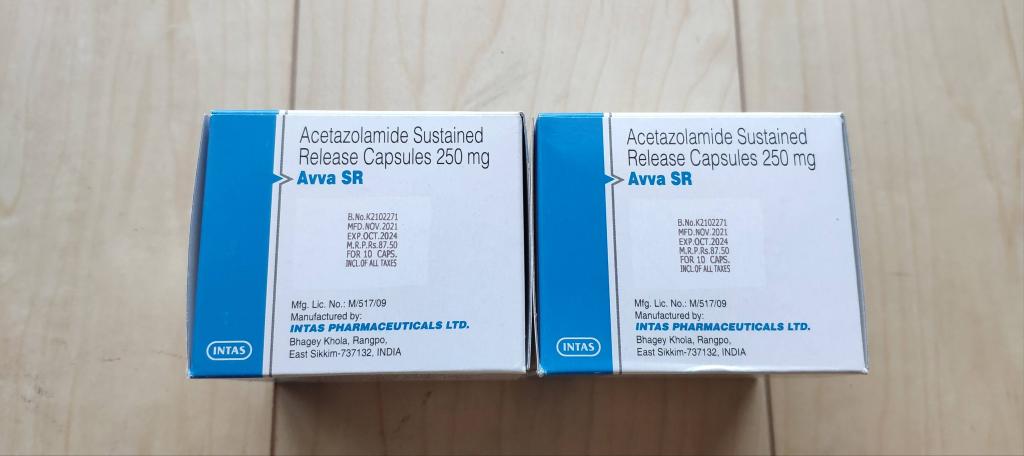 Acetazolamide Sustained
Release Capsules 250 mg
Avva SR
B.No.K2102271
MFD.NOV.2021
EXP.OCT.2024
M.R.P.Rs.87.50
FOR 10 CAPS.
INCL.OF ALL TAXES
Mfg. Lic. No.: M/517/09
Manufactured by:
INTAS PHARMACEUTICALS LTD.
Bhagey Khola, Rangpo,
East Sikkim-737132, INDIA
INTAS
Acetazolamide Sustained
Release Capsules 250 mg
Avva SR
B.No.K2102271
MFD.NOV.2021
EXP.OCT.2024
M.R.P.Rs.87.50
FOR 10 CAPS.
INCL.OF ALL TAXES
Mfg. Lic. No.: M/517/09
Manufactured by:
INTAS PHARMACEUTICALS LTD.
Bhagey Khola, Rangpo,
East Sikkim-737132, INDIA
INTAS